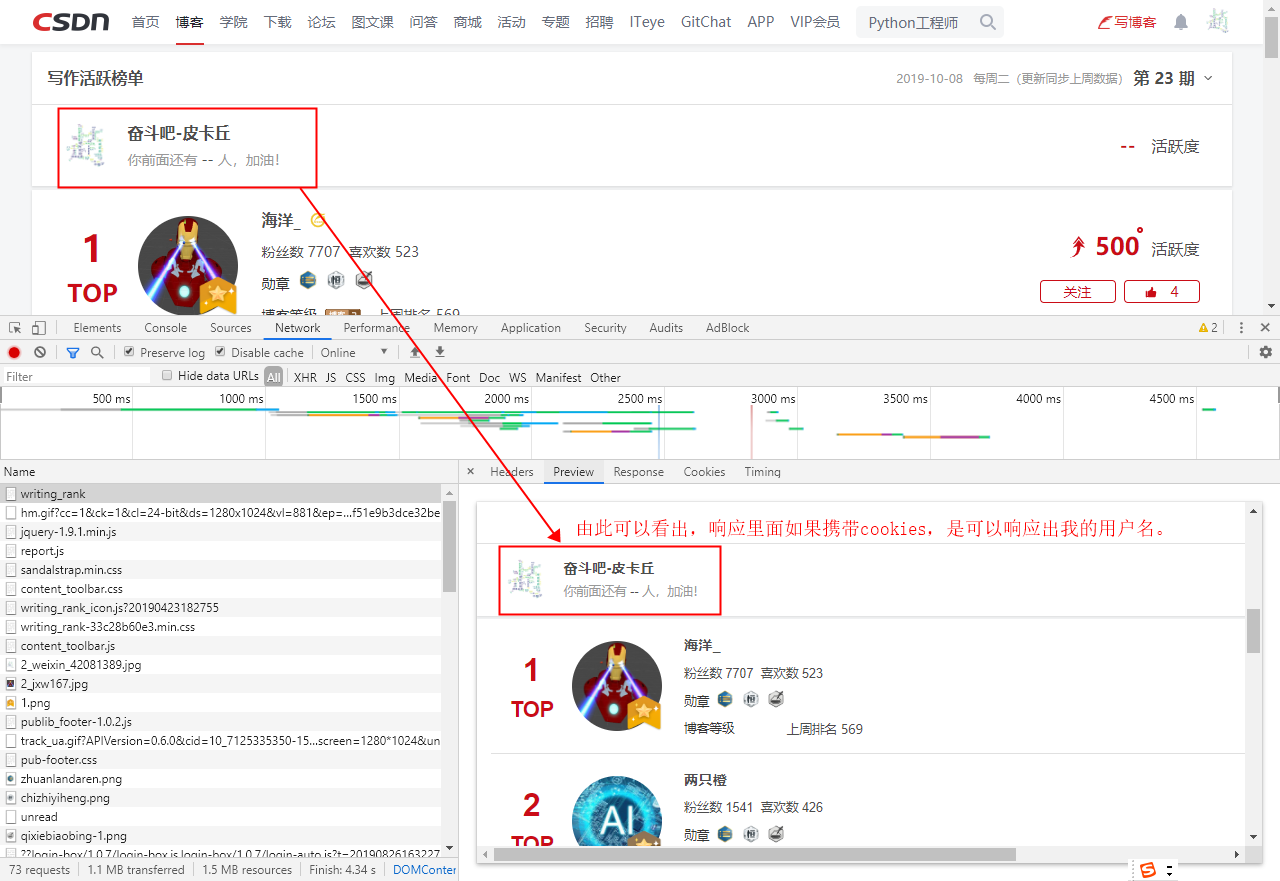 CSDN 首页 博客 学院 下载 论坛 图文课 问答 商城 活动 专题 招聘 ITeye GitChat APP VIP会员 Python工程师 写博客
写作活跃榜单 2019-10-08 每周二（更新同步上周数据） 第 23 期
奋斗吧-皮卡丘
你前面还有 -- 人，加油！ -- 活跃度
海洋_
1 粉丝数 7707 喜欢数 523 500° 活跃度
TOP 勋章 关注 4
博客等级 上周排名 569
Elements Console Sources Network Performance Memory Application Security Audits AdBlock 2
Preserve log Disable cache Online
Filter Hide data URLs All XHR JS CSS Img Media Font Doc WS Manifest Other
500 ms 1000 ms 1500 ms 2000 ms 2500 ms 3000 ms 3500 ms 4000 ms 4500 ms
Name × Headers Preview Response Cookies Timing
writing_rank
hm.gif?cc=1&ck=1&cl=24-bit&ds=1280x1024&vl=881&ep=...f51e9b3dce32be
jquery-1.9.1.min.js
report.js
sandalstrap.min.css
content_toolbar.css
writing_rank_icon.js?20190423182755
writing_rank-33c28b60e3.min.css
content_toolbar.js
2_weixin_42081389.jpg
2_jxw167.jpg
1.png
publib_footer-1.0.2.js
track_ua.gif?APIVersion=0.6.0&cid=10_7125335350-15...screen=1280*1024&un
pub-footer.css
zhuanlandaren.png
chizhiyiheng.png
unread
qixiebiaobing-1.png
??login-box/1.0.7/login-box.js,login-box/1.0.7/login-auto.js?t=20190826163227
73 requests 1.1 MB transferred 1.5 MB resources Finish: 4.34 s DOMConter
由此可以看出，响应里面如果携带cookies，是可以响应出我的用户名。
奋斗吧-皮卡丘
你前面还有 -- 人，加油！
海洋_
1 粉丝数 7707 喜欢数 523
TOP 勋章
博客等级 上周排名 569
两只橙
2 粉丝数 1541 喜欢数 426
TOP 勋章
AI